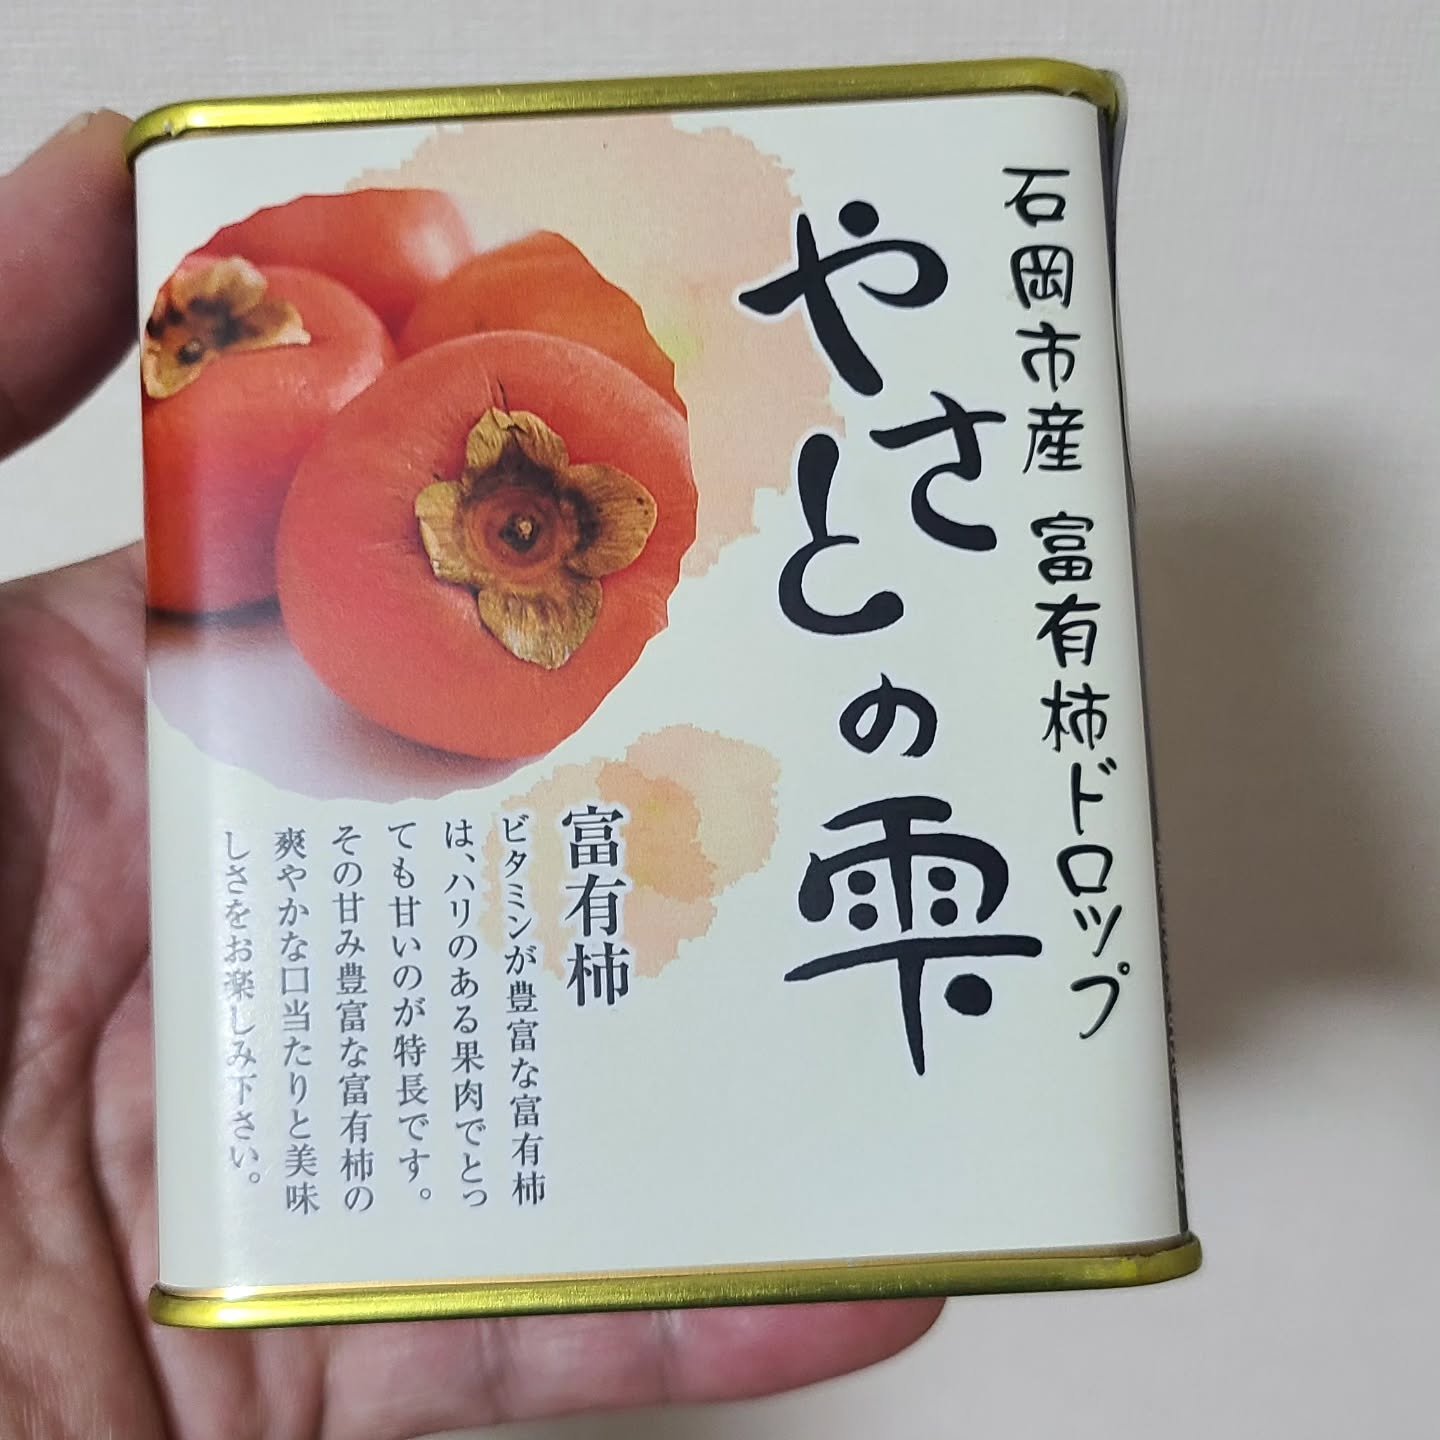 石岡市産 富有柿ドロップ
やさとの雫
富有柿
ビタミンが豊富な富有柿
は、ハリのある果肉でとっ
ても甘いのが特長です。
その甘み豊富な富有柿の
爽やかな口当たりと美味
しさをお楽しみ下さい。